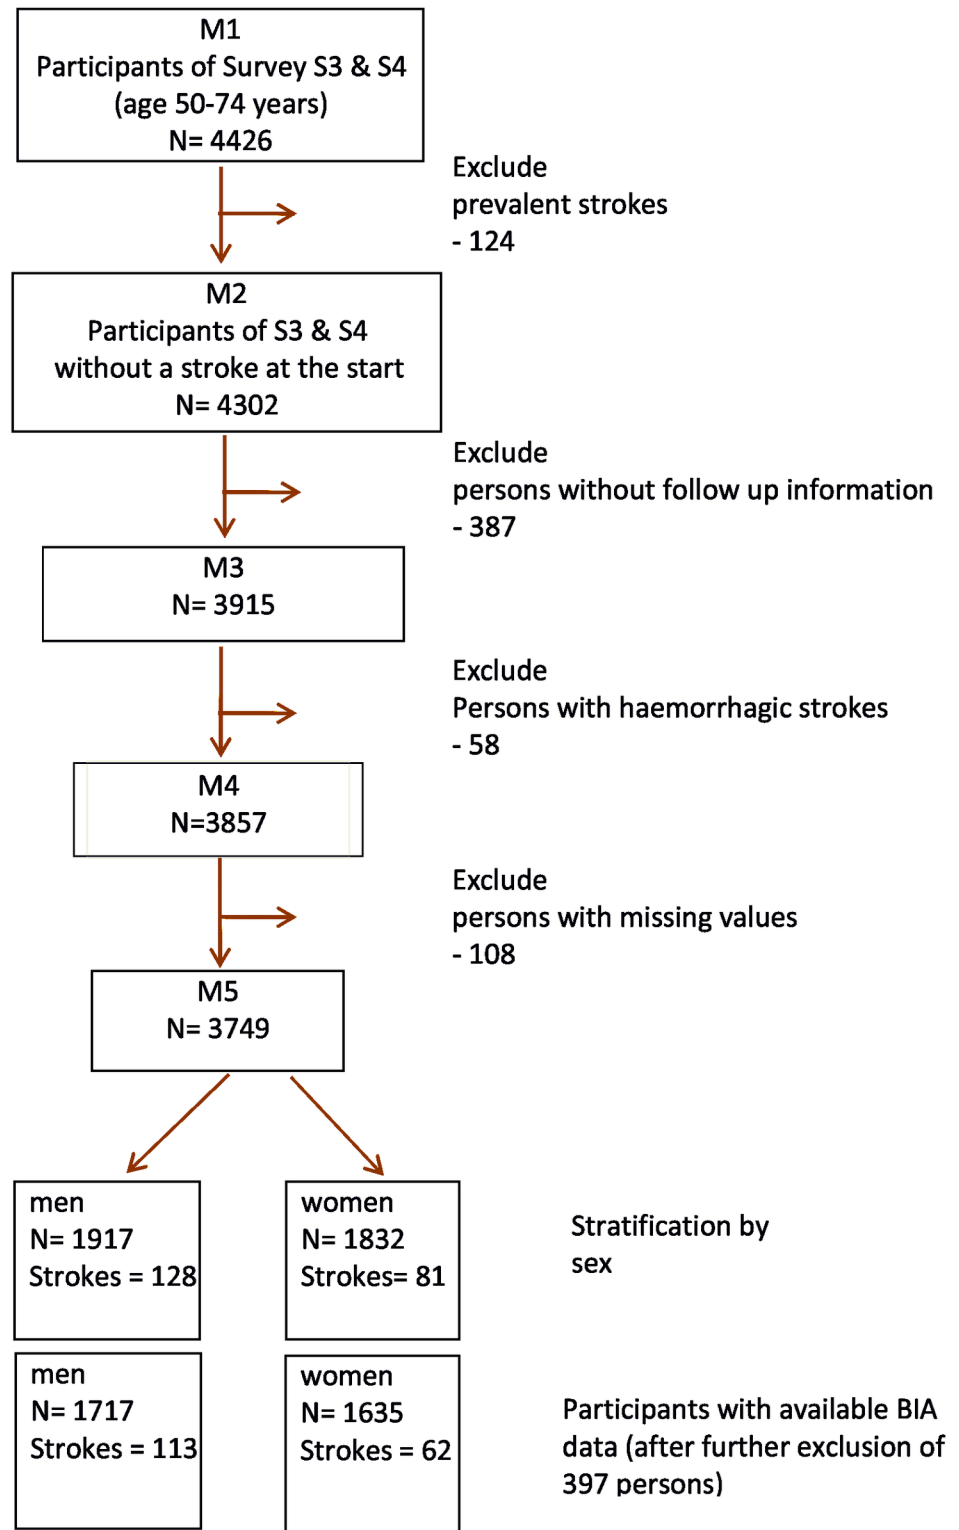 M1
Participants of Survey S3 & S4
(age 50-74 years)
N= 4426
Exclude
prevalent strokes
- 124
M2
Participants of S3 & S4
without a stroke at the start
N= 4302
Exclude
persons without follow up information
- 387
M3
N= 3915
Exclude
Persons with haemorrhagic strokes
- 58
M4
N=3857
Exclude
persons with missing values
- 108
M5
N= 3749
men
N= 1917
Strokes = 128
women
N= 1832
Strokes= 81
Stratification by
sex
men
N= 1717
Strokes = 113
women
N= 1635
Strokes = 62
Participants with available BIA
data (after further exclusion of
397 persons)